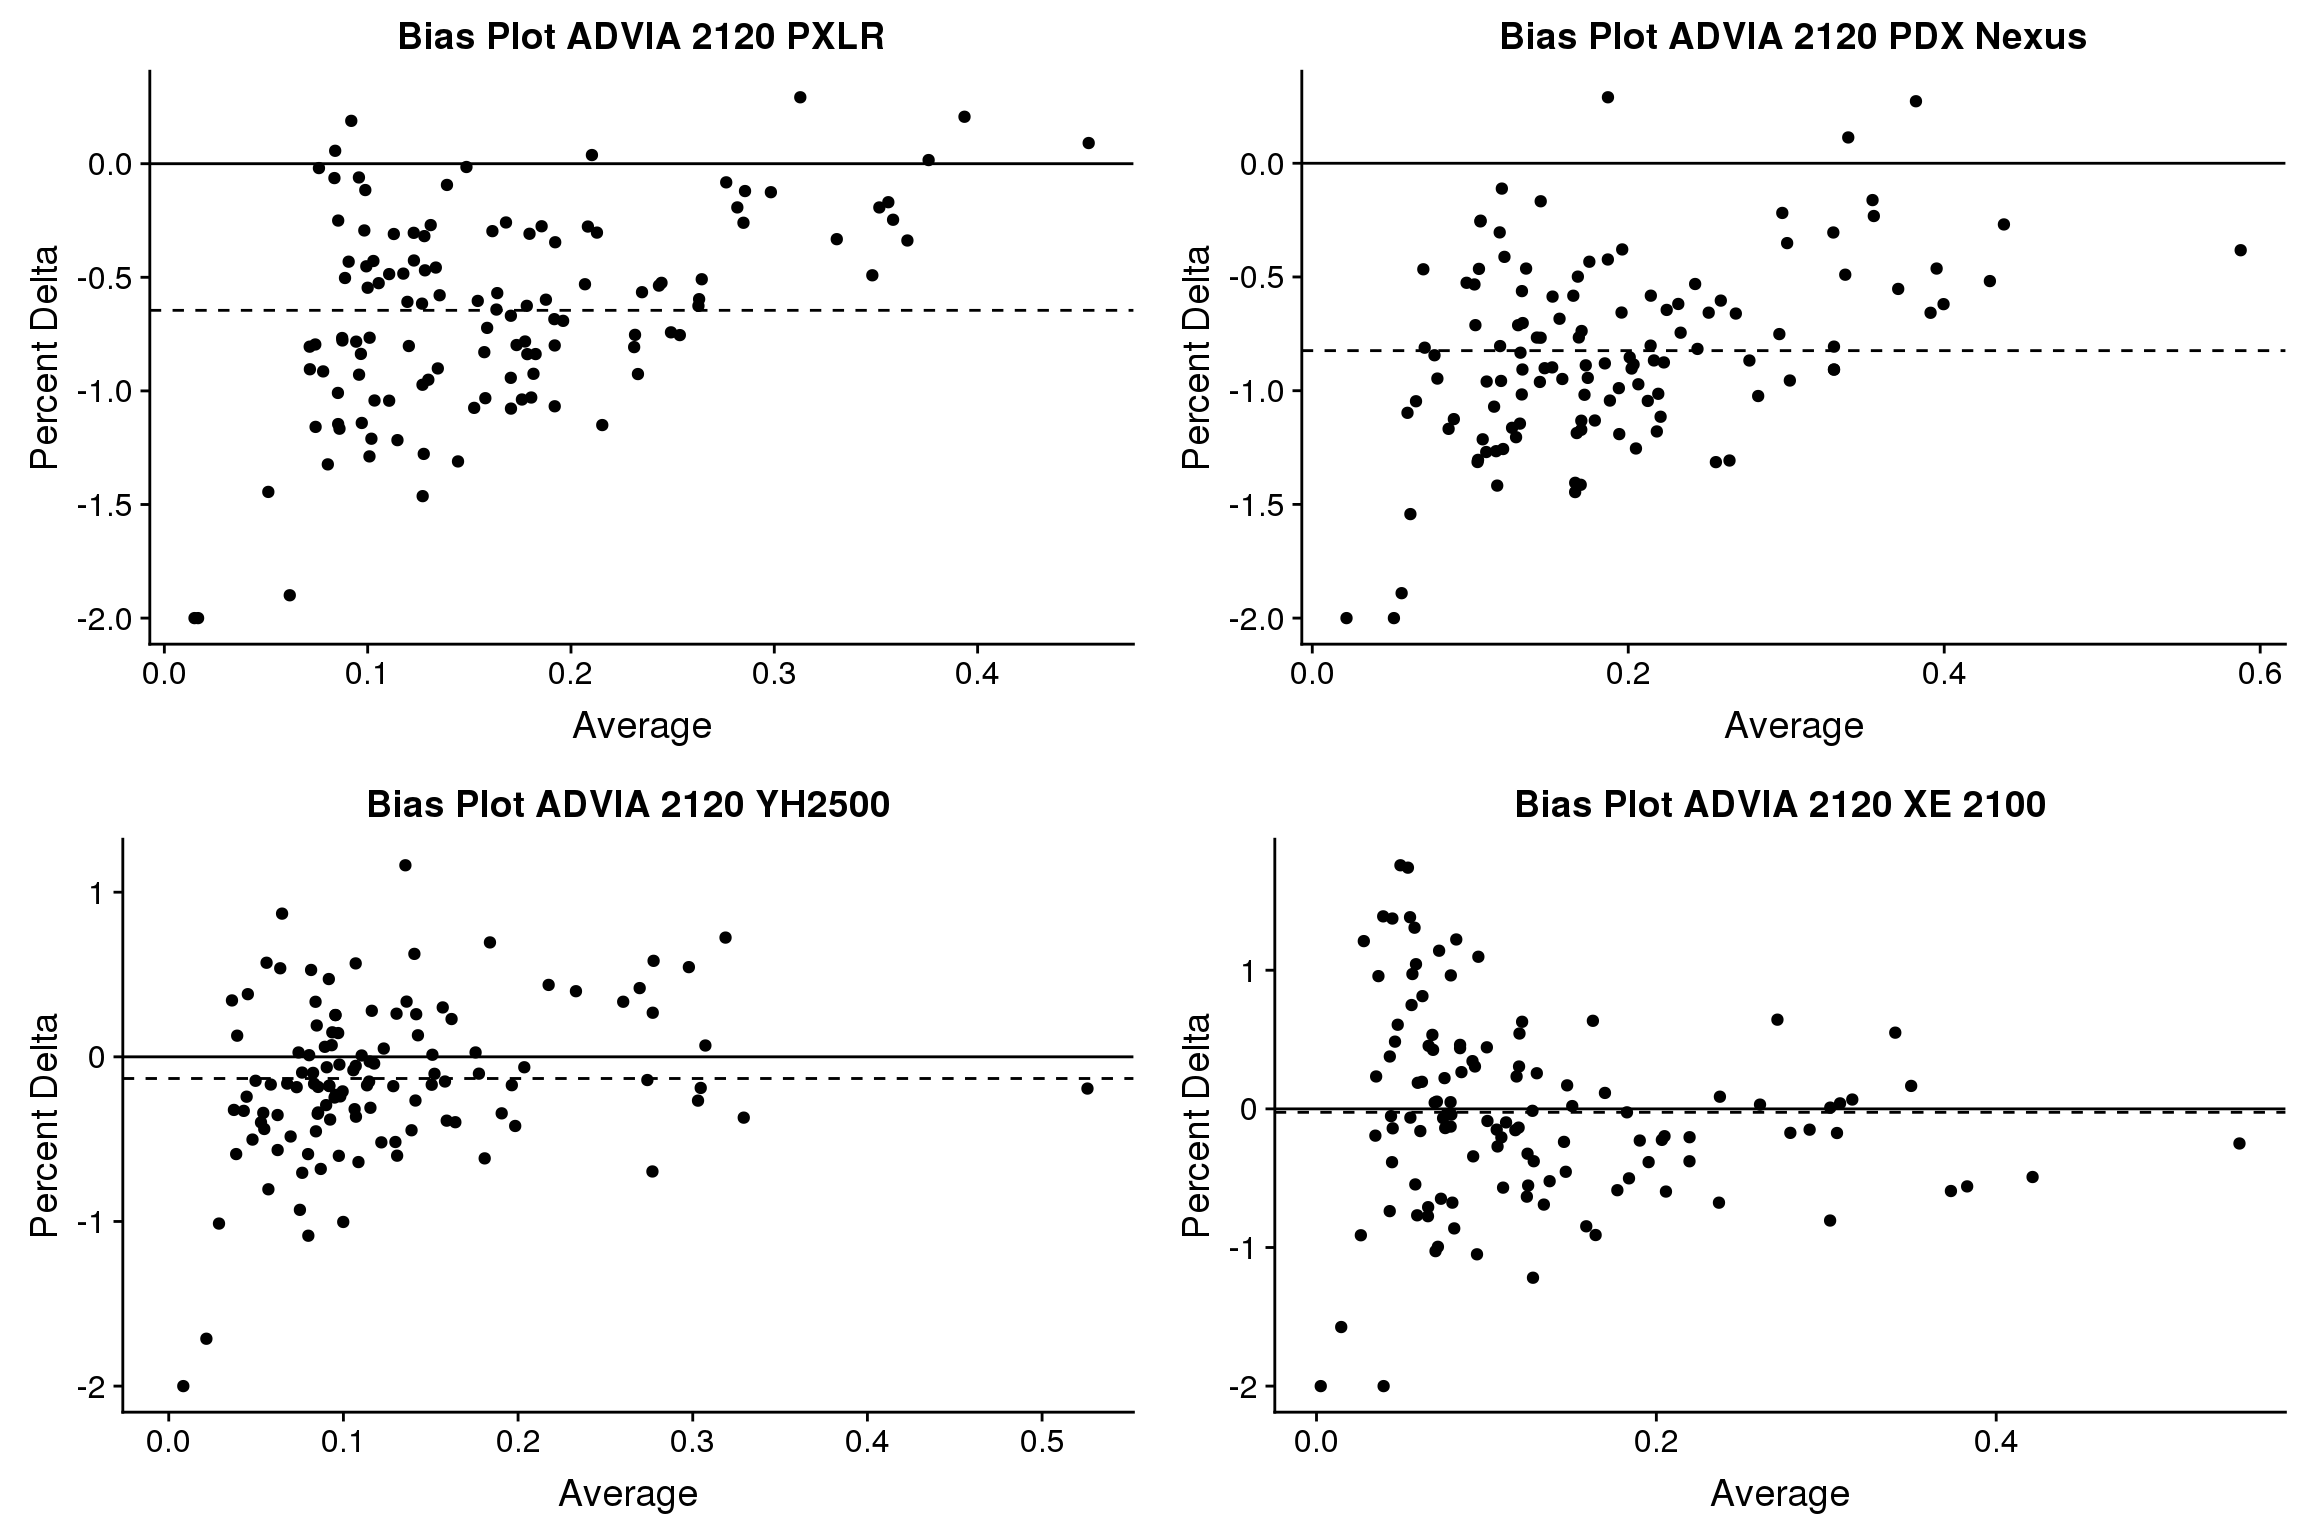 Bias Plot ADVIA 2120 PXLR
Percent Delta
0.0
-0.5
-1.0
-1.5
-2.0
0.0 0.1 0.2 0.3 0.4
Average
Bias Plot ADVIA 2120 PDX Nexus
Percent Delta
0.0
-0.5
-1.0
-1.5
-2.0
0.0 0.2 0.4 0.6
Average
Bias Plot ADVIA 2120 YH2500
Percent Delta
1
0
-1
-2
0.0 0.1 0.2 0.3 0.4 0.5
Average
Bias Plot ADVIA 2120 XE 2100
Percent Delta
1
0
-1
-2
0.0 0.2 0.4
Average